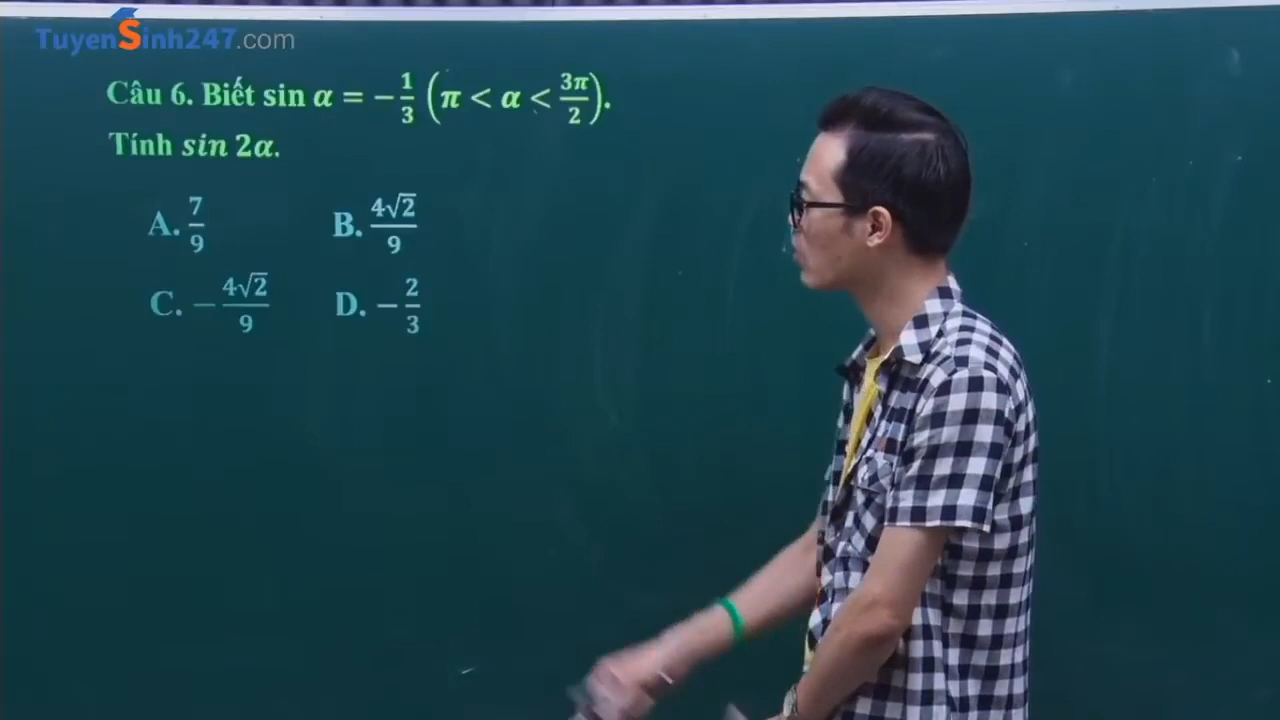 TuyenSinh247.com
Câu 6. Biết sin α = −1/3 (π < α < 3π/2).
Tính sin 2α.
A. 7/9 B. 4√2/9
C. −4√2/9 D. −2/3